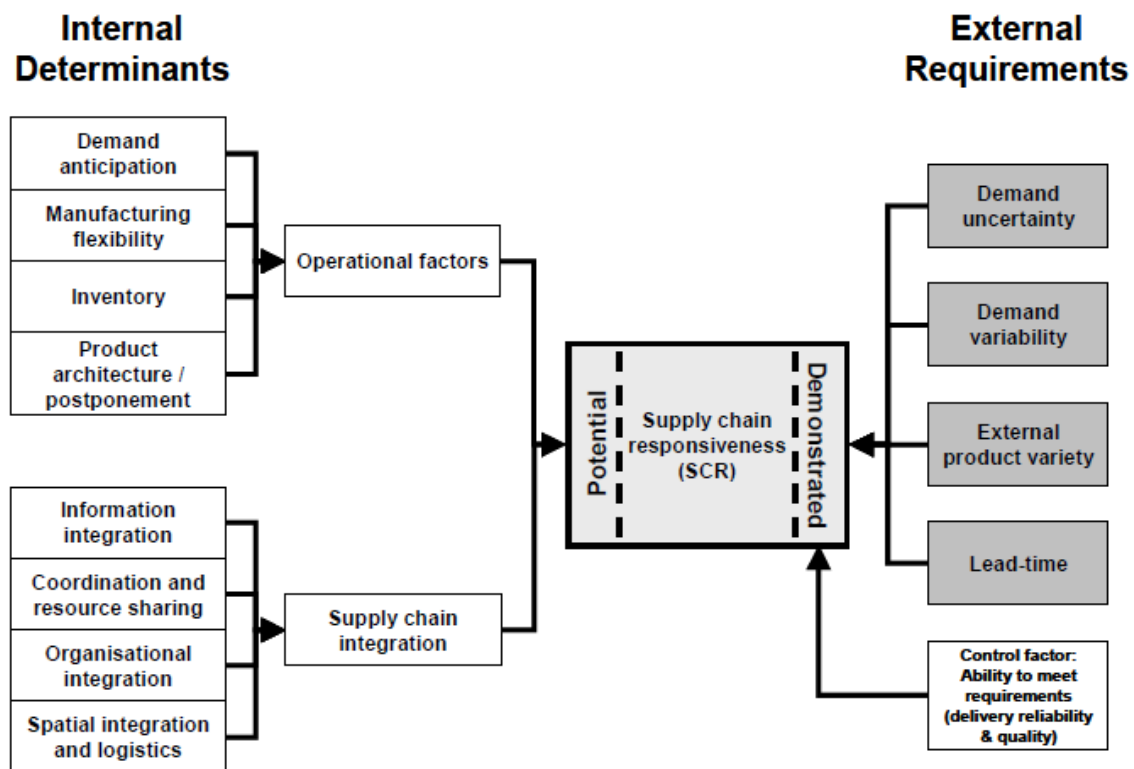 Internal
Determinants
Demand
anticipation
Manufacturing
flexibility
Inventory
Product
architecture /
postponement
Operational factors
Information
integration
Coordination and
resource sharing
Organisational
integration
Spatial integration
and logistics
Supply chain
integration
Potential
Supply chain
responsiveness
(SCR)
Demonstrated
External
Requirements
Demand
uncertainty
Demand
variability
External
product variety
Lead-time
Control factor:
Ability to meet
requirements
(delivery reliability
& quality)